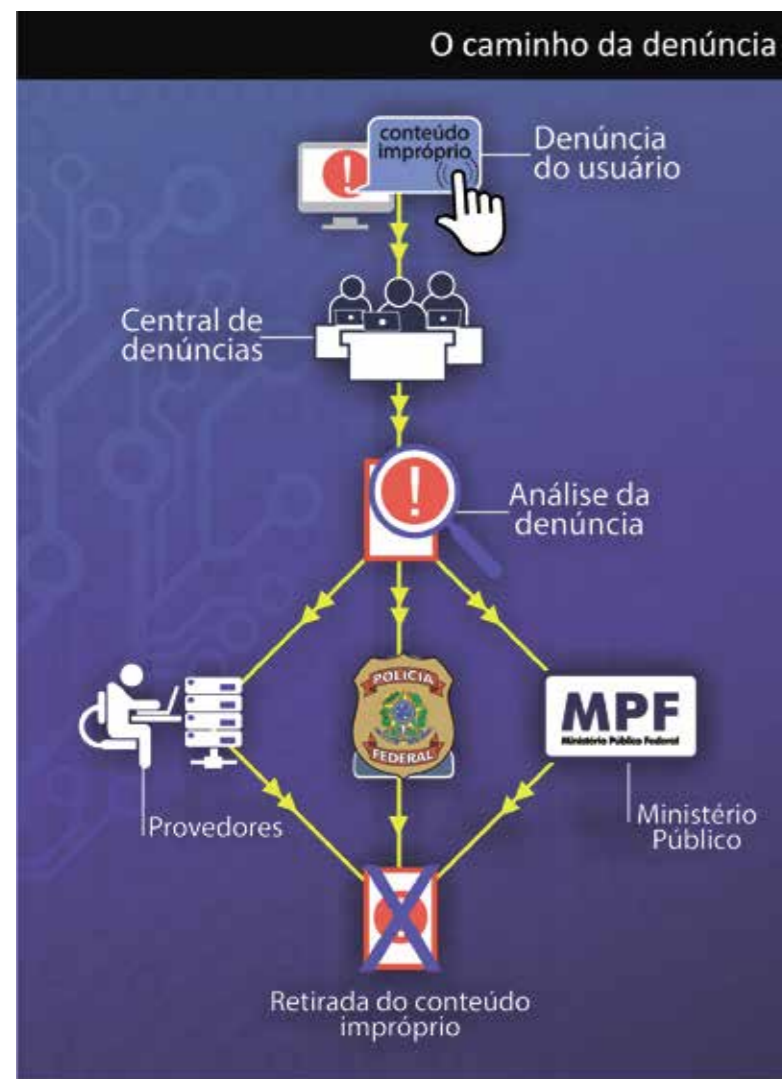 O caminho da denúncia
conteúdo
impróprio
Denúncia
do usuário
Central de
denúncias
Análise da
denúncia
POLÍCIA
FEDERAL
MPF
Ministério Público Federal
Provedores
Ministério
Público
Retirada do conteúdo
impróprio